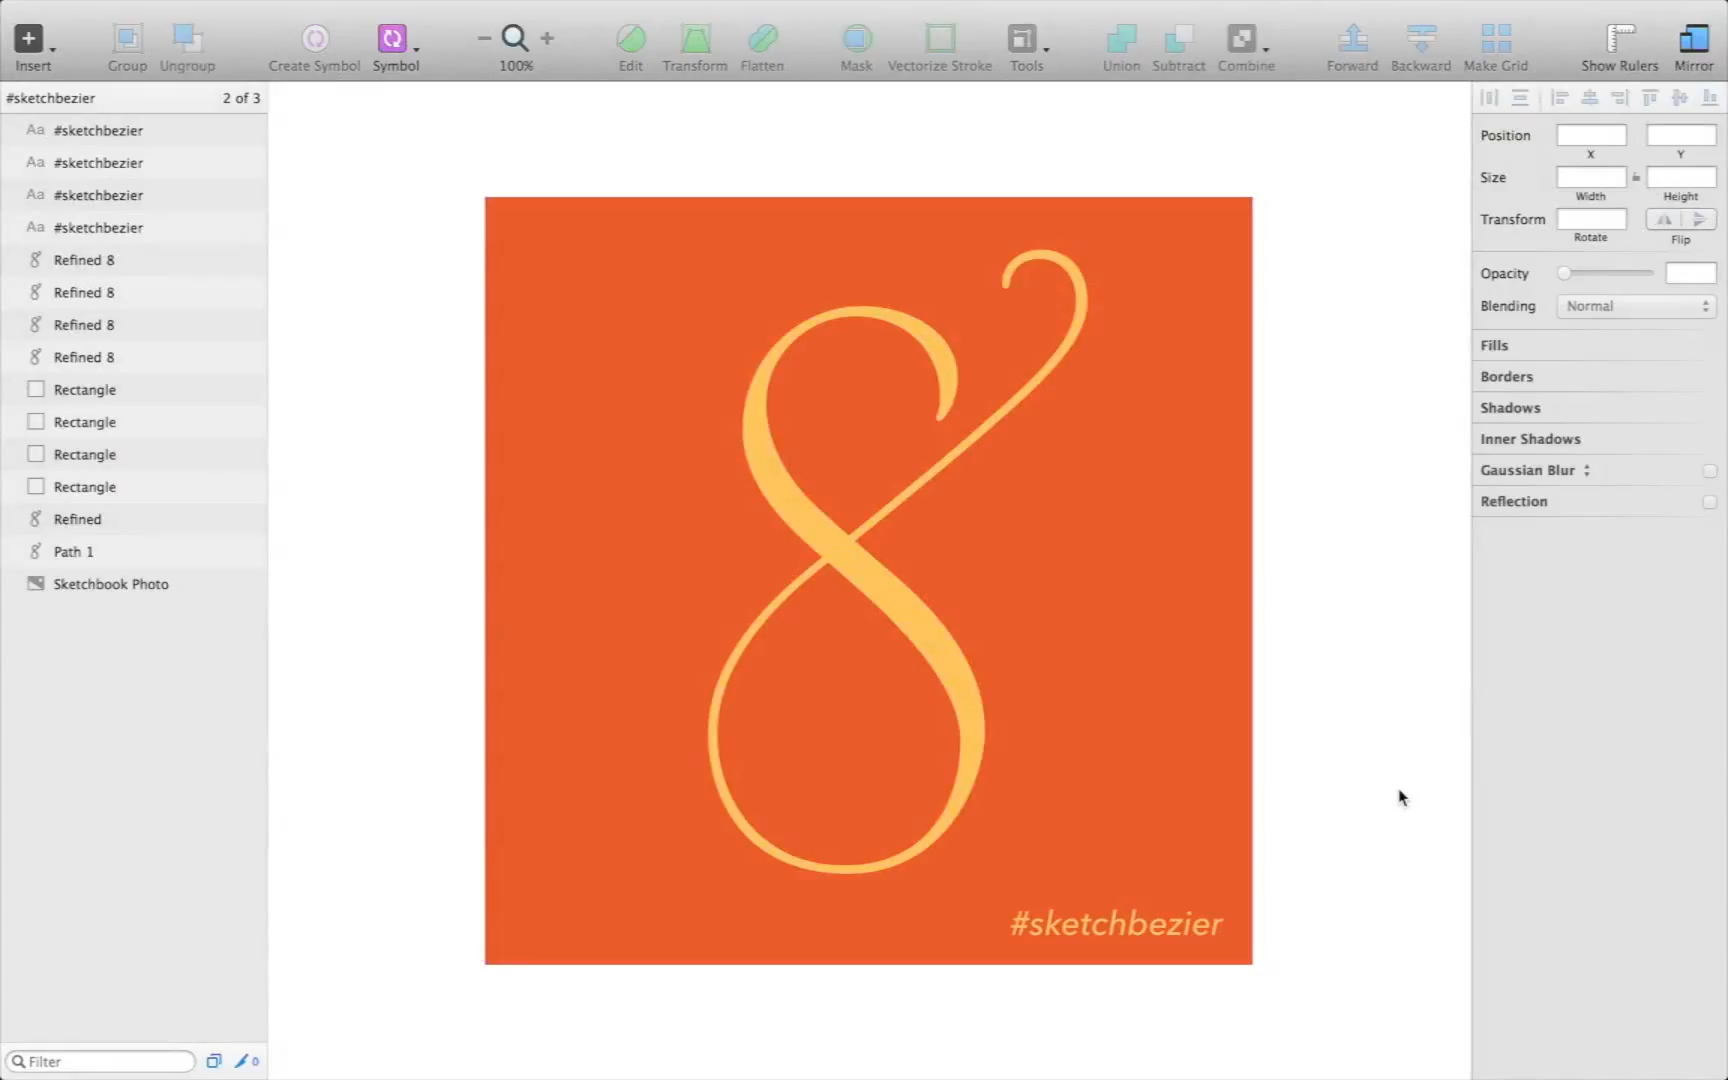 Insert
Group
Ungroup
Create Symbol
Symbol
100%
Edit
Transform
Flatten
Mask
Vectorize Stroke
Tools
Union
Subtract
Combine
Forward
Backward
Make Grid
Show Rulers
Mirror
#sketchbezier 2 of 3
Aa #sketchbezier
Aa #sketchbezier
Aa #sketchbezier
Aa #sketchbezier
Refined 8
Refined 8
Refined 8
Refined 8
Rectangle
Rectangle
Rectangle
Rectangle
Refined
Path 1
Sketchbook Photo
Filter
0
8
#sketchbezier
Position
X Y
Size
Width Height
Transform
Rotate Flip
Opacity
Blending Normal
Fills
Borders
Shadows
Inner Shadows
Gaussian Blur
Reflection